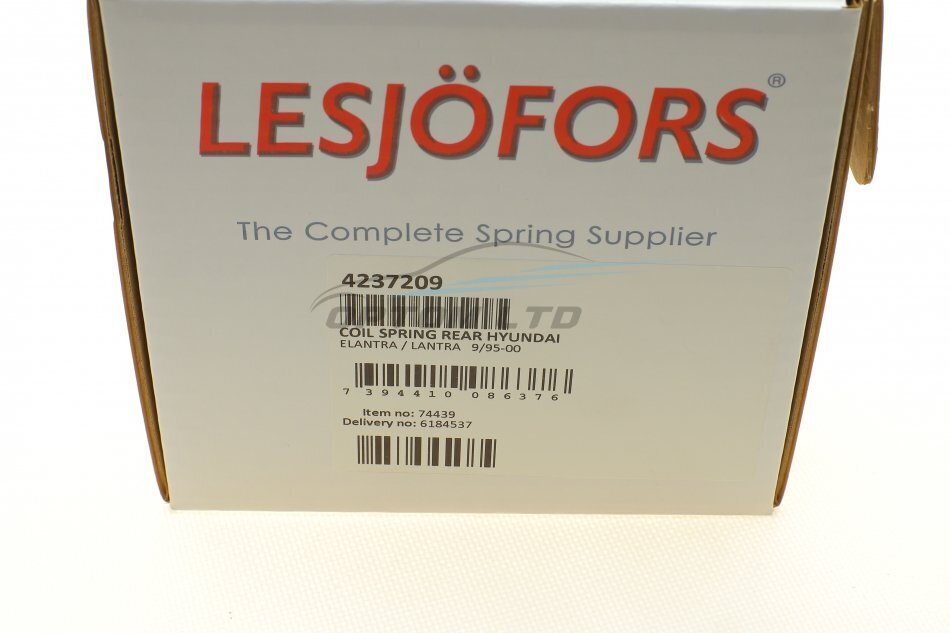 LESJÖFORS®
The Complete Spring Supplier
4237209
COIL SPRING REAR HYUNDAI
ELANTRA / LANTRA 9/95-00
7 394410 086376
Item no: 74439
Delivery no: 6184537